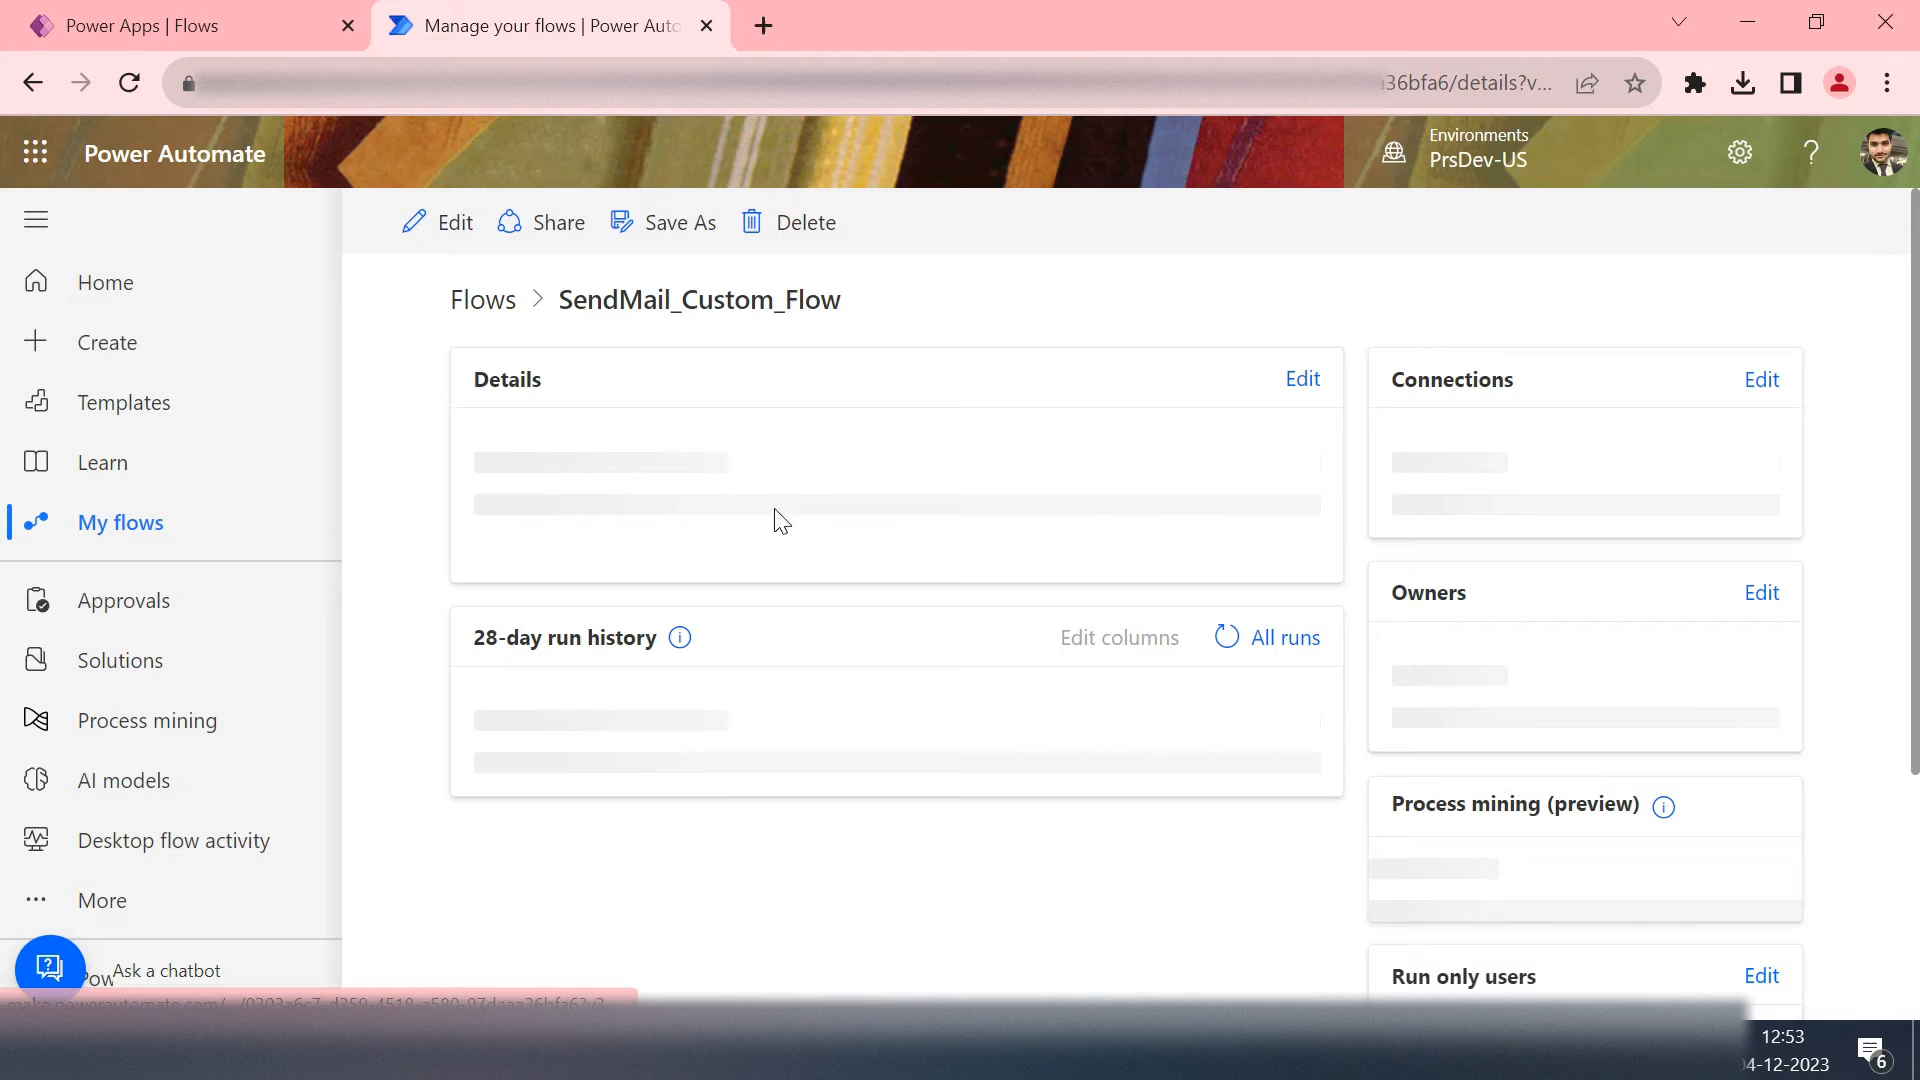 Power Apps | Flows
Manage your flows | Power Auto
36bfa6/details?v...
Power Automate
Environments
PrsDev-US
Edit
Share
Save As
Delete
Home
Create
Templates
Learn
My flows
Approvals
Solutions
Process mining
AI models
Desktop flow activity
More
Ask a chatbot
Flows > SendMail_Custom_Flow
Details
Edit
28-day run history
Edit columns
All runs
Connections
Edit
Owners
Edit
Process mining (preview)
Run only users
Edit
12:53
4-12-2023
6